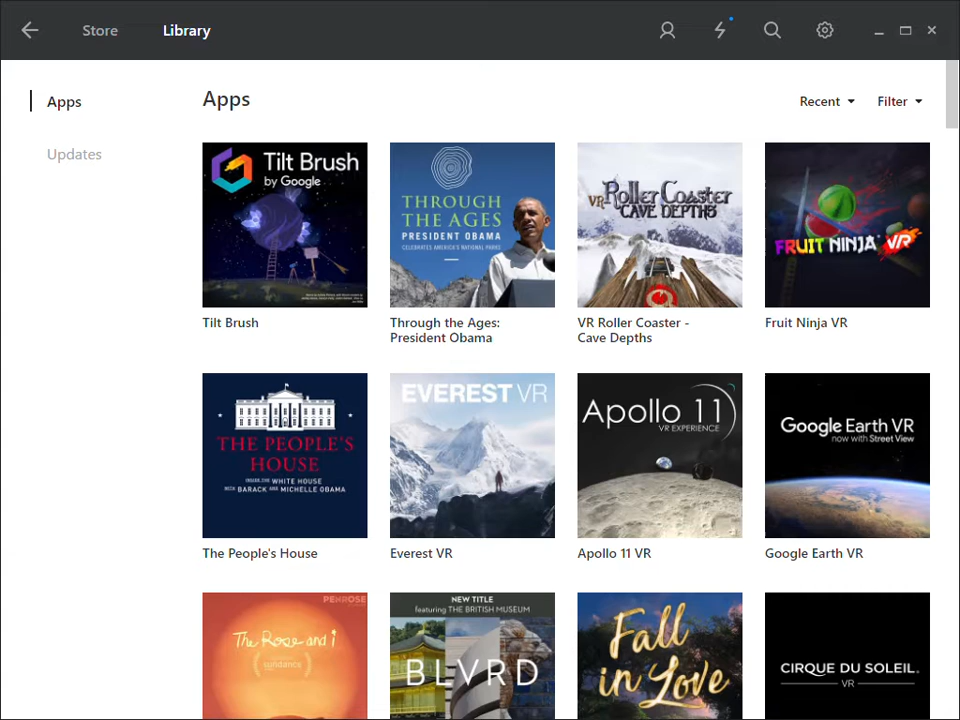 Store
Library
Apps
Updates
Apps
Recent
Filter
Tilt Brush
by Google
Tilt Brush
THROUGH
THE AGES
PRESIDENT OBAMA
CELEBRATES AMERICA'S NATIONAL PARKS
Through the Ages:
President Obama
VR Roller Coaster
CAVE DEPTHS
VR Roller Coaster -
Cave Depths
FRUIT NINJA VR
Fruit Ninja VR
THE PEOPLE'S
HOUSE
INSIDE THE WHITE HOUSE
WITH BARACK AND MICHELLE OBAMA
The People's House
EVEREST VR
Everest VR
Apollo 11
VR EXPERIENCE
Apollo 11 VR
Google Earth VR
now with Street View
Google Earth VR
PENROSE
The Rose and i
sundance
NEW TITLE
featuring THE BRITISH MUSEUM
BLVRD
Fall
in Love
CIRQUE DU SOLEIL.
VR